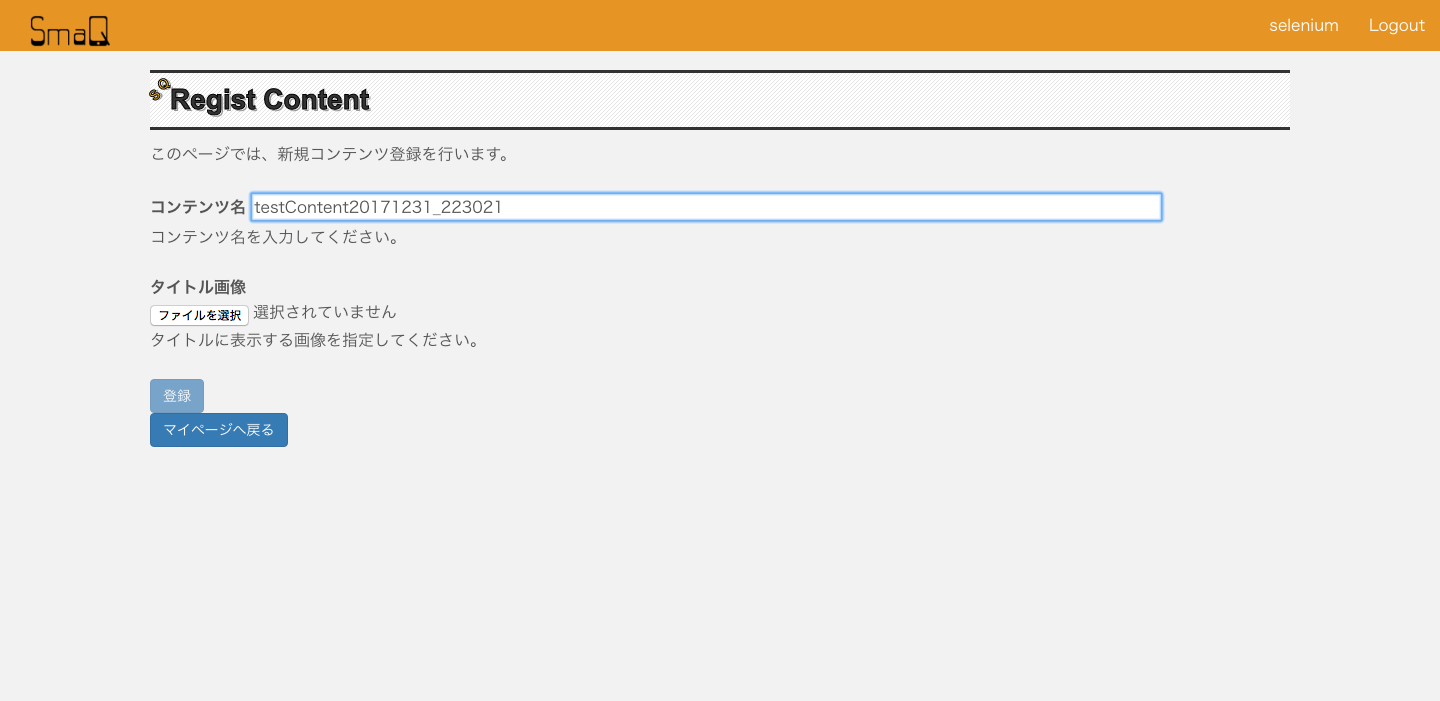 SmaQ
selenium
Logout
Regist Content
このページでは、新規コンテンツ登録を行います。
コンテンツ名 testContent20171231_223021
コンテンツ名を入力してください。
タイトル画像
ファイルを選択 選択されていません
タイトルに表示する画像を指定してください。
登録
マイページへ戻る